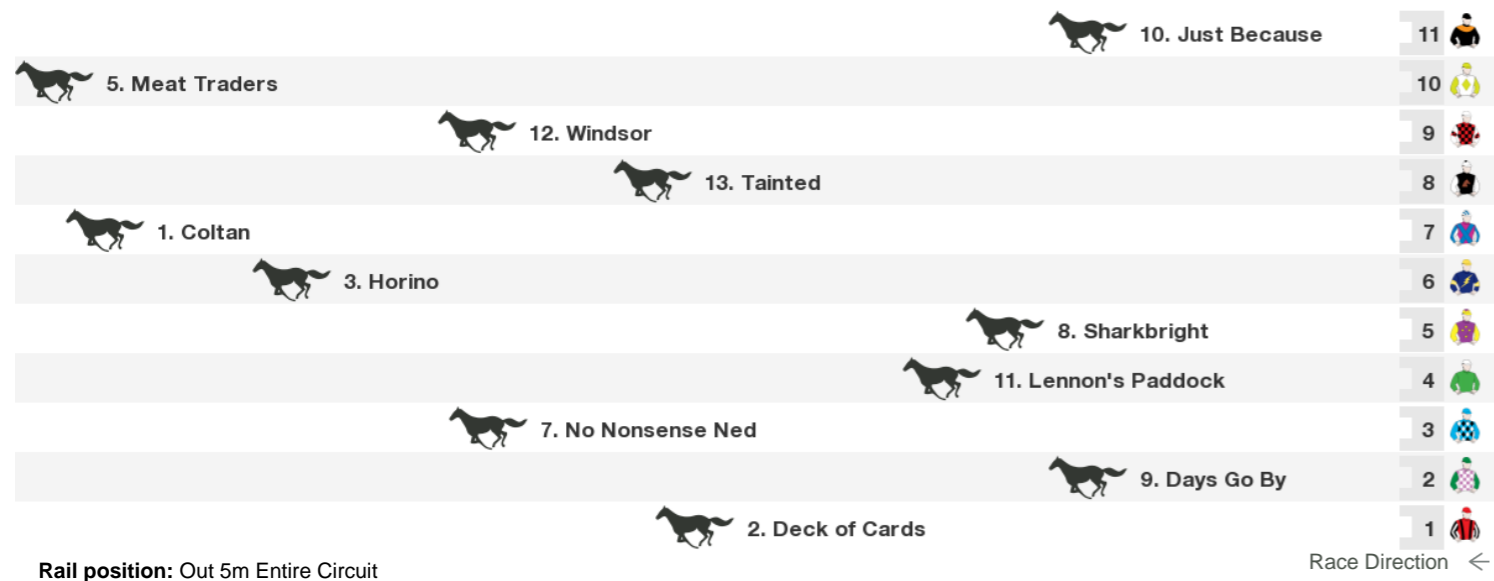 10. Just Because 11
5. Meat Traders 10
12. Windsor 9
13. Tainted 8
1. Coltan 7
3. Horino 6
8. Sharkbright 5
11. Lennon's Paddock 4
7. No Nonsense Ned 3
9. Days Go By 2
2. Deck of Cards 1
Race Direction ←
Rail position: Out 5m Entire Circuit